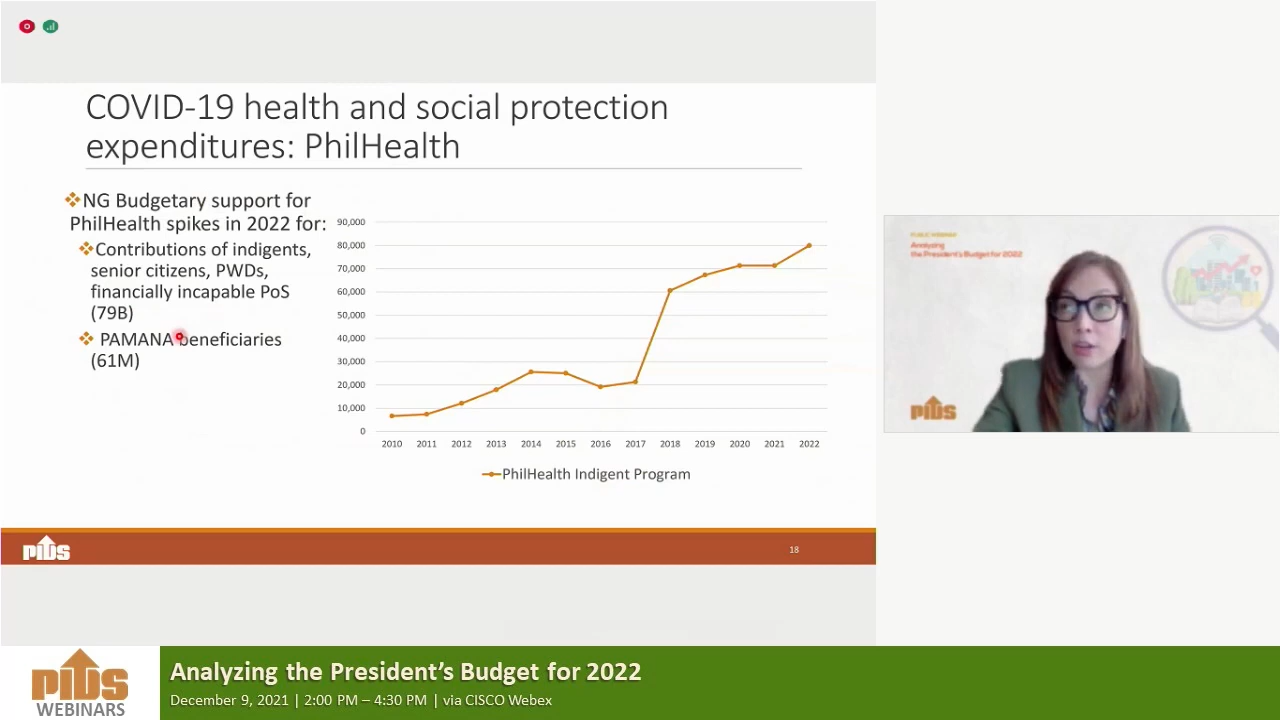 COVID-19 health and social protection
expenditures: PhilHealth
NG Budgetary support for
PhilHealth spikes in 2022 for:
Contributions of indigents,
senior citizens, PWDs,
financially incapable PoS
(79B)
PAMANA beneficiaries
(61M)
90,000
80,000
70,000
60,000
50,000
40,000
30,000
20,000
10,000
0
2010 2011 2012 2013 2014 2015 2016 2017 2018 2019 2020 2021 2022
PhilHealth Indigent Program
PIDS
18
PUBLIC WEBINAR
Analyzing
the President's Budget for 2022
PIDS
PIDS
WEBINARS
Analyzing the President's Budget for 2022
December 9, 2021 | 2:00 PM – 4:30 PM | via CISCO Webex